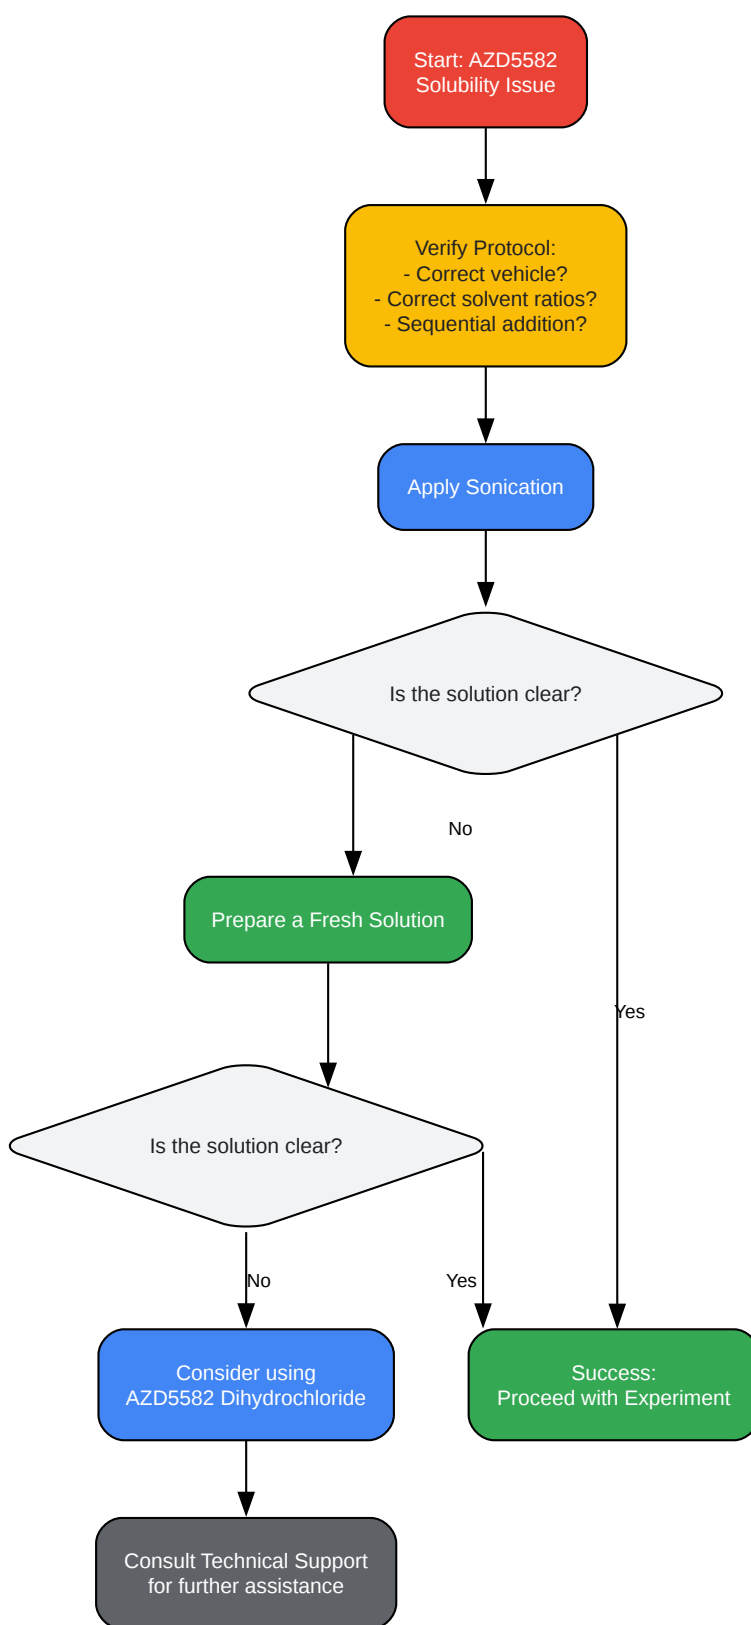 Start: AZD5582
Solubility Issue
Verify Protocol:
- Correct vehicle?
- Correct solvent ratios?
- Sequential addition?
Apply Sonication
Is the solution clear?
No
Prepare a Fresh Solution
Yes
Is the solution clear?
No
Yes
Consider using
AZD5582 Dihydrochloride
Success:
Proceed with Experiment
Consult Technical Support
for further assistance